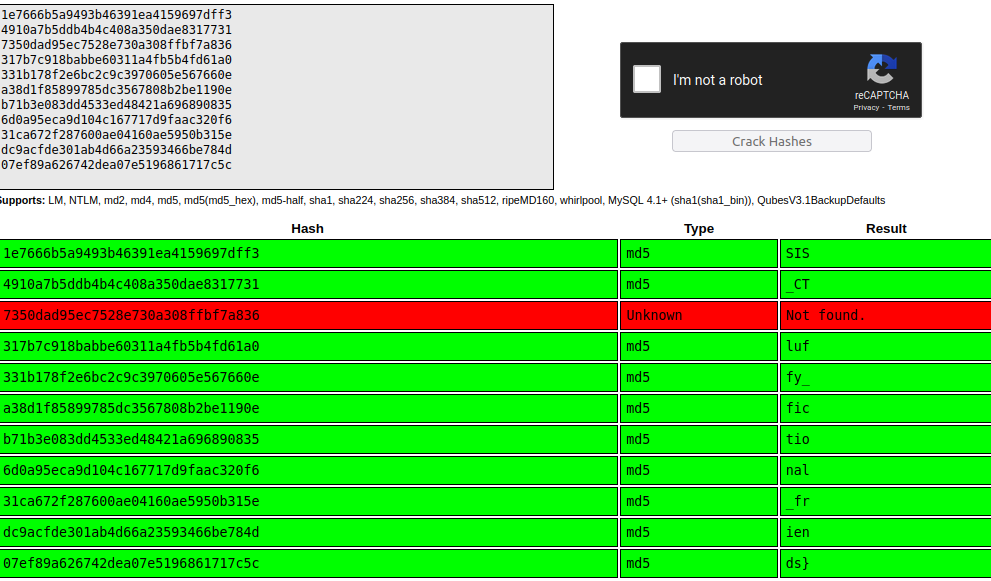 1e7666b5a9493b46391ea4159697dff3
4910a7b5ddb4b4c408a350dae8317731
7350dad95ec7528e730a308ffbf7a836
317b7c918babbe60311a4fb5b4fd61a0
331b178f2e6bc2c9c3970605e567660e
a38d1f85899785dc3567808b2be1190e
b71b3e083dd4533ed48421a696890835
6d0a95eca9d104c167717d9faac320f6
31ca672f287600ae04160ae5950b315e
dc9acfde301ab4d66a23593466be784d
07ef89a626742dea07e5196861717c5c
I'm not a robot
reCAPTCHA
Privacy - Terms
Crack Hashes
Supports: LM, NTLM, md2, md4, md5, md5(md5_hex), md5-half, sha1, sha224, sha256, sha384, sha512, ripeMD160, whirlpool, MySQL 4.1+ (sha1(sha1_bin)), QubesV3.1BackupDefaults
Hash Type Result
1e7666b5a9493b46391ea4159697dff3 md5 SIS
4910a7b5ddb4b4c408a350dae8317731 md5 _CT
7350dad95ec7528e730a308ffbf7a836 Unknown Not found.
317b7c918babbe60311a4fb5b4fd61a0 md5 luf
331b178f2e6bc2c9c3970605e567660e md5 fy_
a38d1f85899785dc3567808b2be1190e md5 fic
b71b3e083dd4533ed48421a696890835 md5 tio
6d0a95eca9d104c167717d9faac320f6 md5 nal
31ca672f287600ae04160ae5950b315e md5 _fr
dc9acfde301ab4d66a23593466be784d md5 ien
07ef89a626742dea07e5196861717c5c md5 ds}